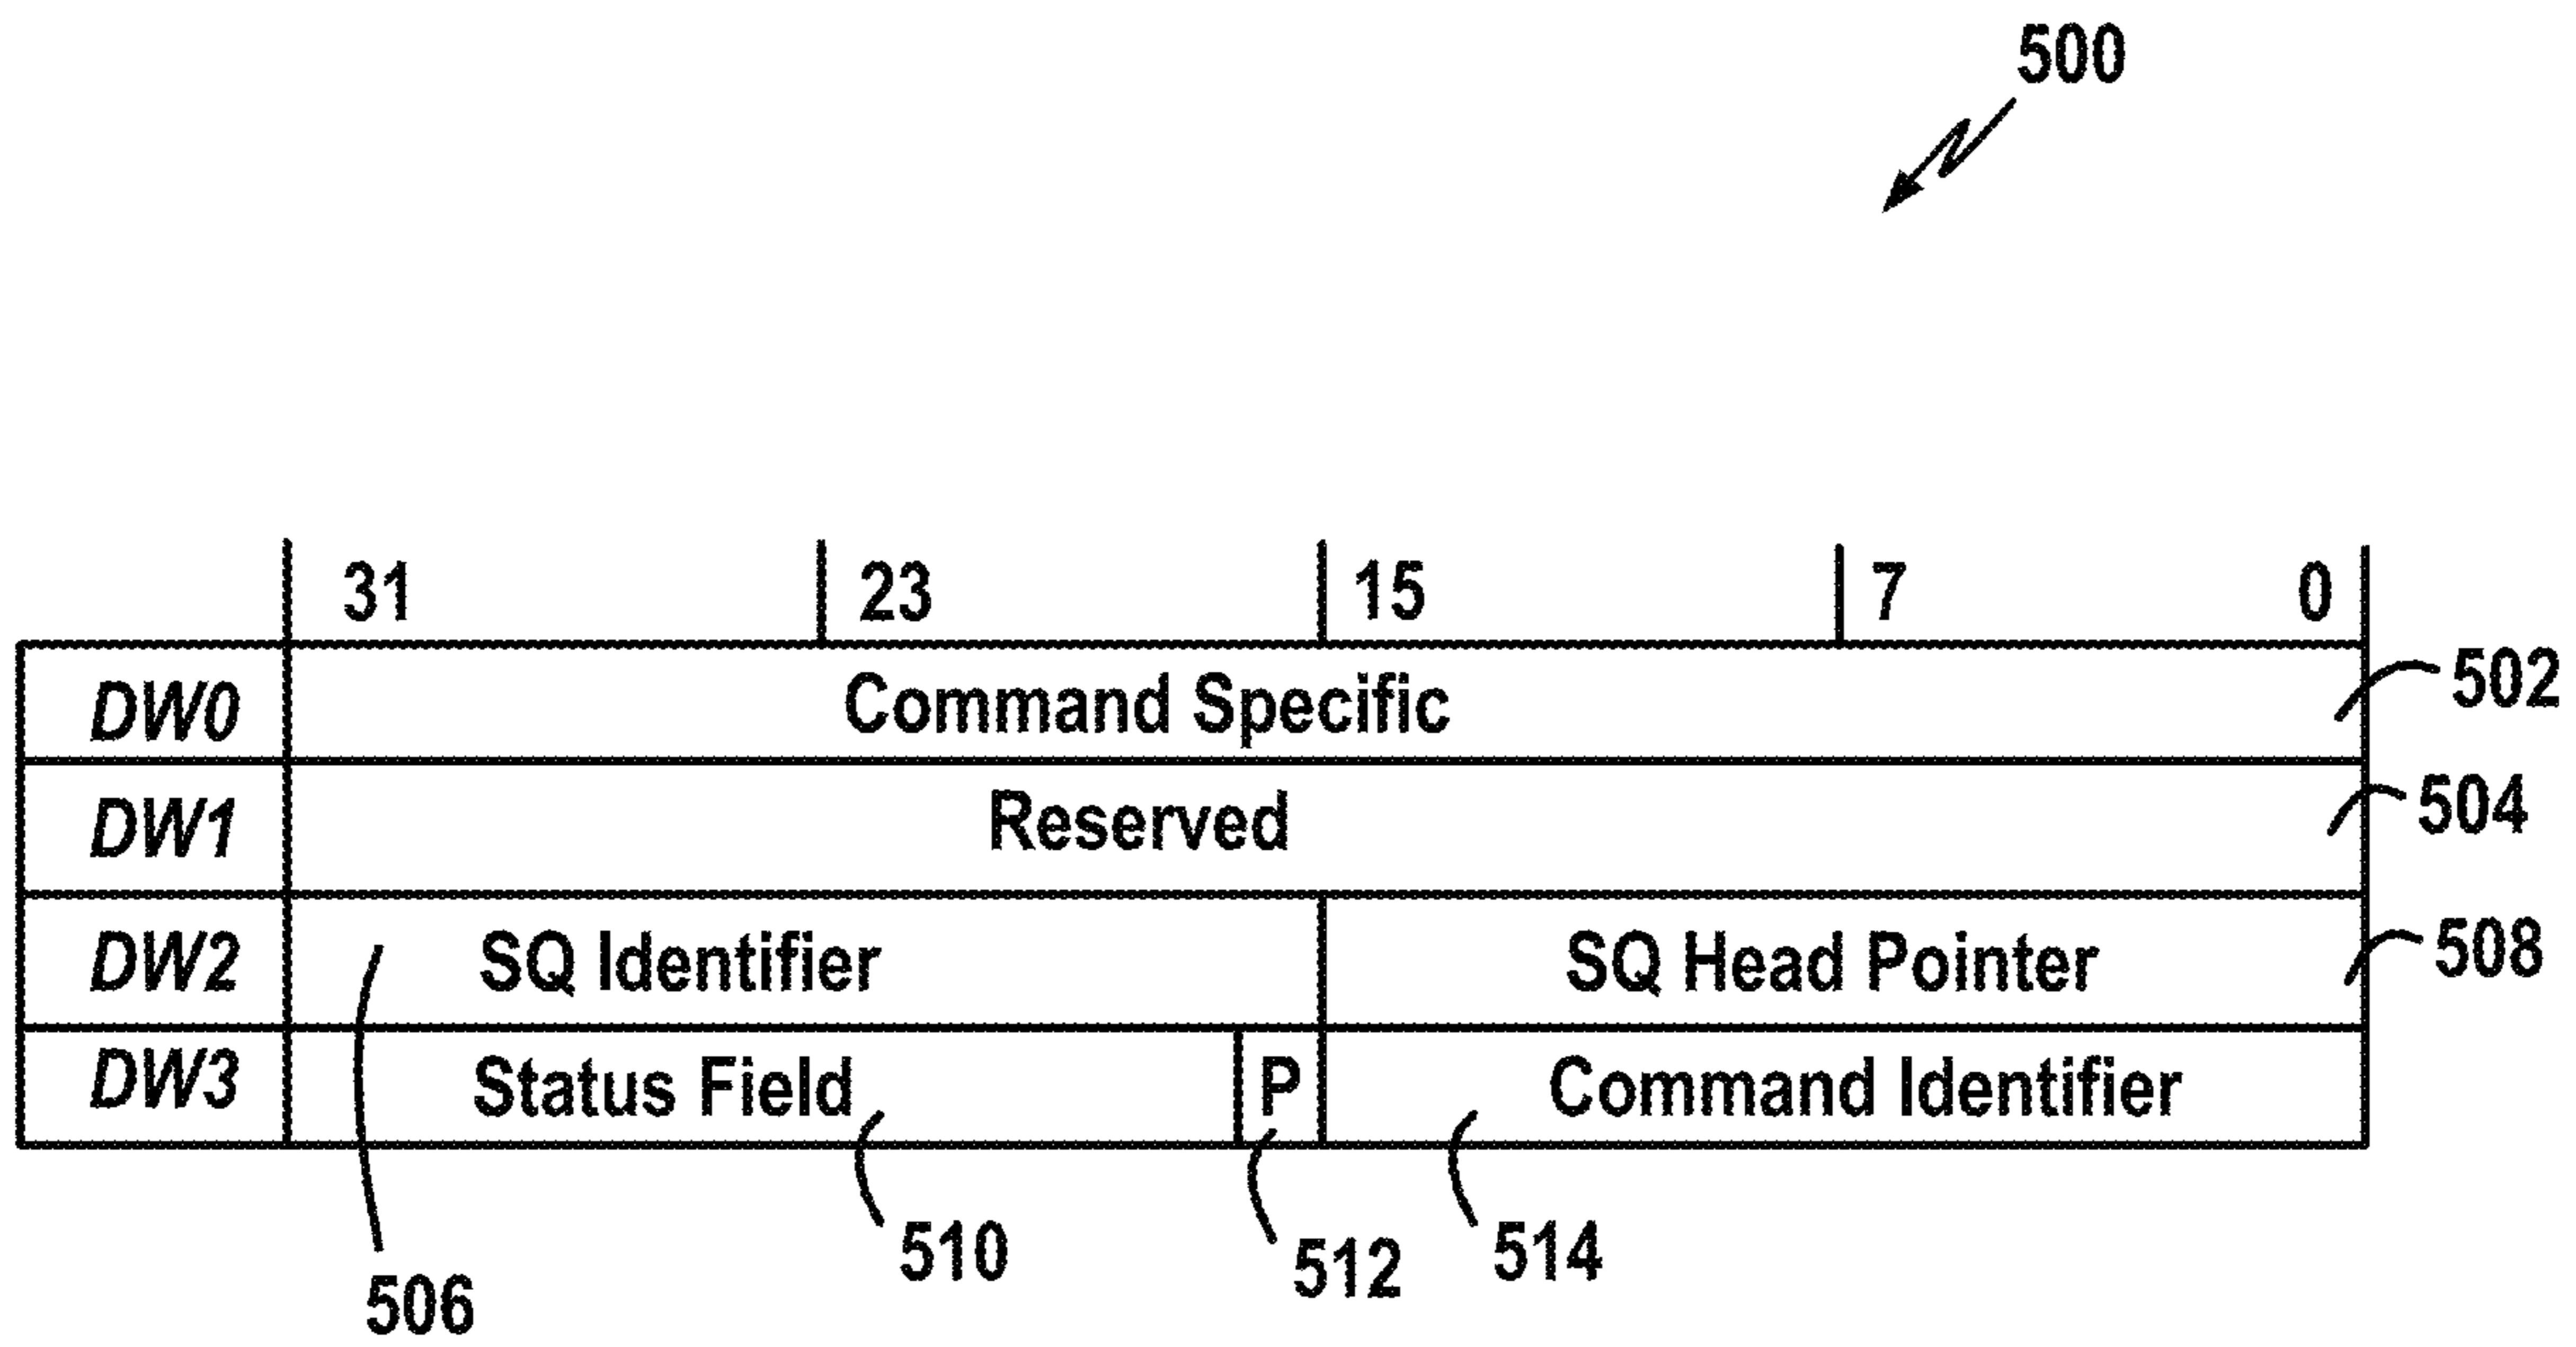 500
31 23 15 7 0
DW0 Command Specific 502
DW1 Reserved 504
DW2 SQ Identifier SQ Head Pointer 508
DW3 Status Field P Command Identifier
506 510 512 514